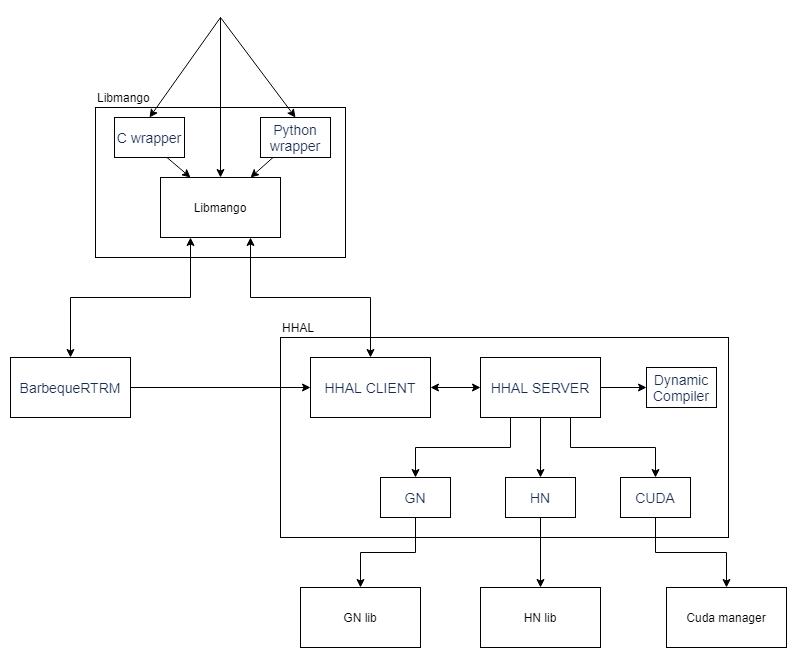 Libmango
C wrapper
Python
wrapper
Libmango
HHAL
BarbequeRTRM
HHAL CLIENT
HHAL SERVER
Dynamic
Compiler
GN
HN
CUDA
GN lib
HN lib
Cuda manager